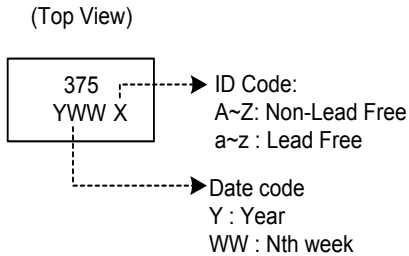 (Top View)
375
YWW X
ID Code:
A~Z: Non-Lead Free
a~z : Lead Free
Date code
Y : Year
WW : Nth week